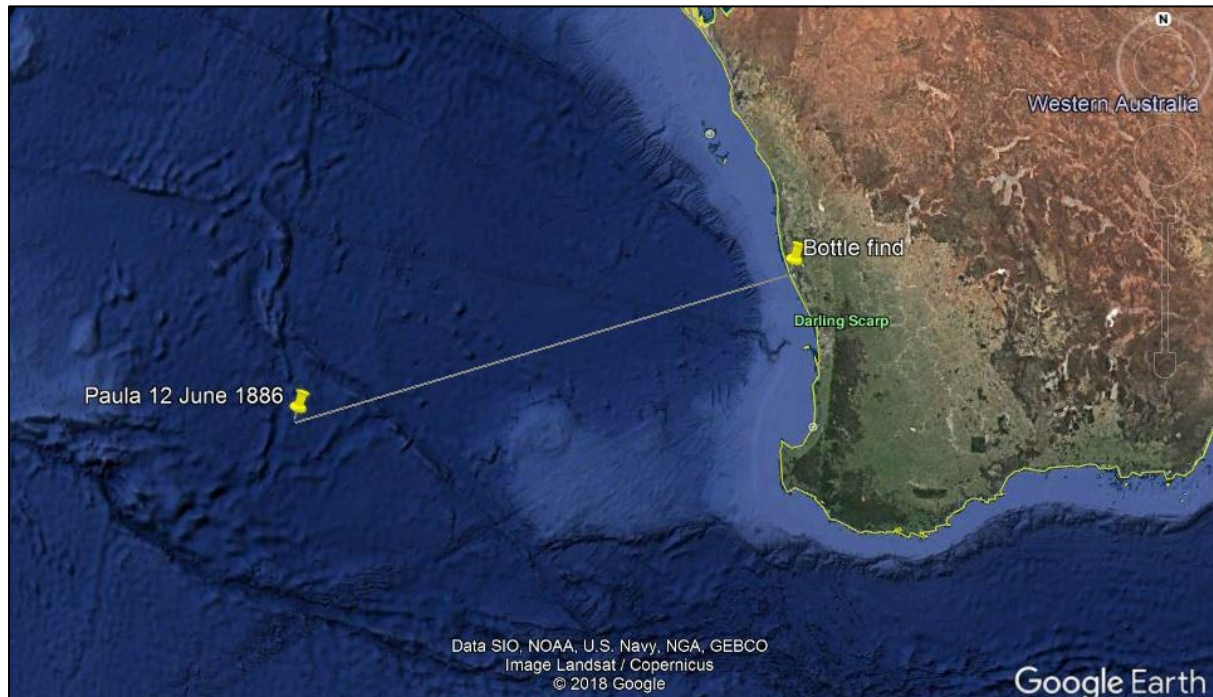 N
Western Australia
Bottle find
Darling Scarp
Paula 12 June 1886
Data SIO, NOAA, U.S. Navy, NGA, GEBCO
Image Landsat / Copernicus
© 2018 Google
Google Earth